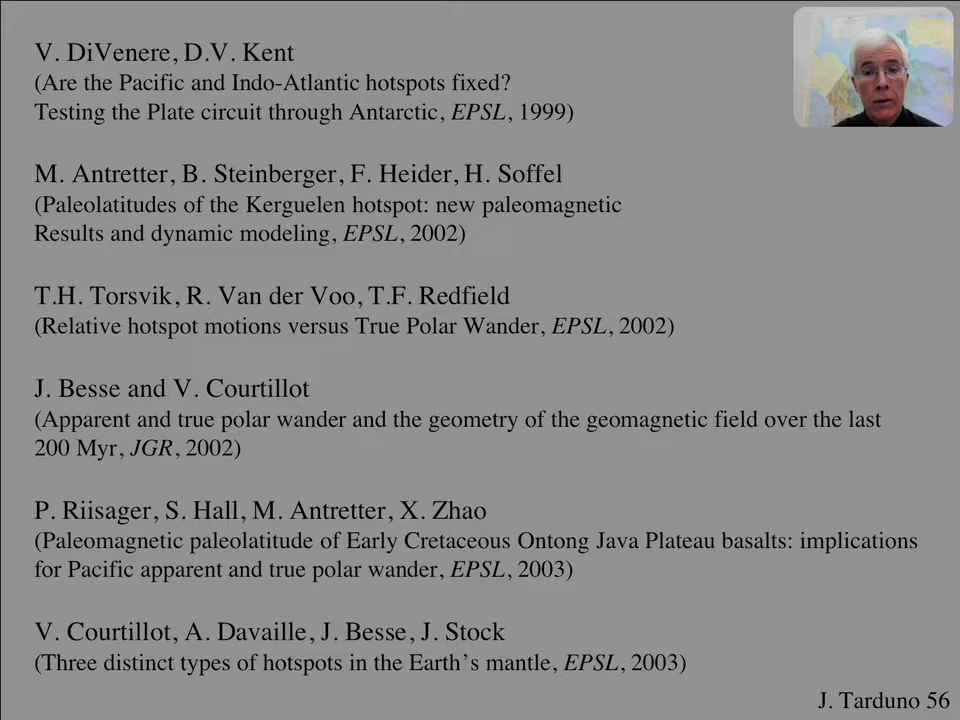 V. DiVenere, D.V. Kent
(Are the Pacific and Indo-Atlantic hotspots fixed?
Testing the Plate circuit through Antarctic, EPSL, 1999)
M. Antretter, B. Steinberger, F. Heider, H. Soffel
(Paleolatitudes of the Kerguelen hotspot: new paleomagnetic
Results and dynamic modeling, EPSL, 2002)
T.H. Torsvik, R. Van der Voo, T.F. Redfield
(Relative hotspot motions versus True Polar Wander, EPSL, 2002)
J. Besse and V. Courtillot
(Apparent and true polar wander and the geometry of the geomagnetic field over the last
200 Myr, JGR, 2002)
P. Riisager, S. Hall, M. Antretter, X. Zhao
(Paleomagnetic paleolatitude of Early Cretaceous Ontong Java Plateau basalts: implications
for Pacific apparent and true polar wander, EPSL, 2003)
V. Courtillot, A. Davaille, J. Besse, J. Stock
(Three distinct types of hotspots in the Earth's mantle, EPSL, 2003)
J. Tarduno 56